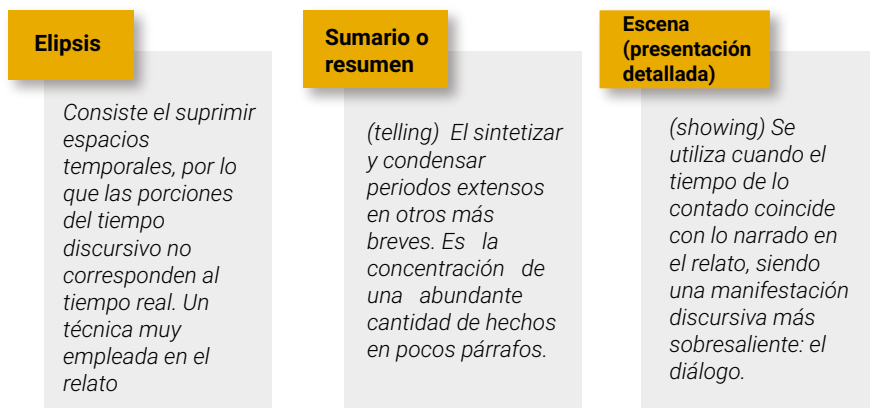 Elipsis
Consiste el suprimir
espacios
temporales, por lo
que las porciones
del tiempo
discursivo no
corresponden al
tiempo real. Un
técnica muy
empleada en el
relato
Sumario o
resumen
(telling) El sintetizar
y condensar
periodos extensos
en otros más
breves. Es la
concentración de
una abundante
cantidad de hechos
en pocos párrafos.
Escena
(presentación
detallada)
(showing) Se
utiliza cuando el
tiempo de lo
contado coincide
con lo narrado en
el relato, siendo
una manifestación
discursiva más
sobresaliente: el
diálogo.